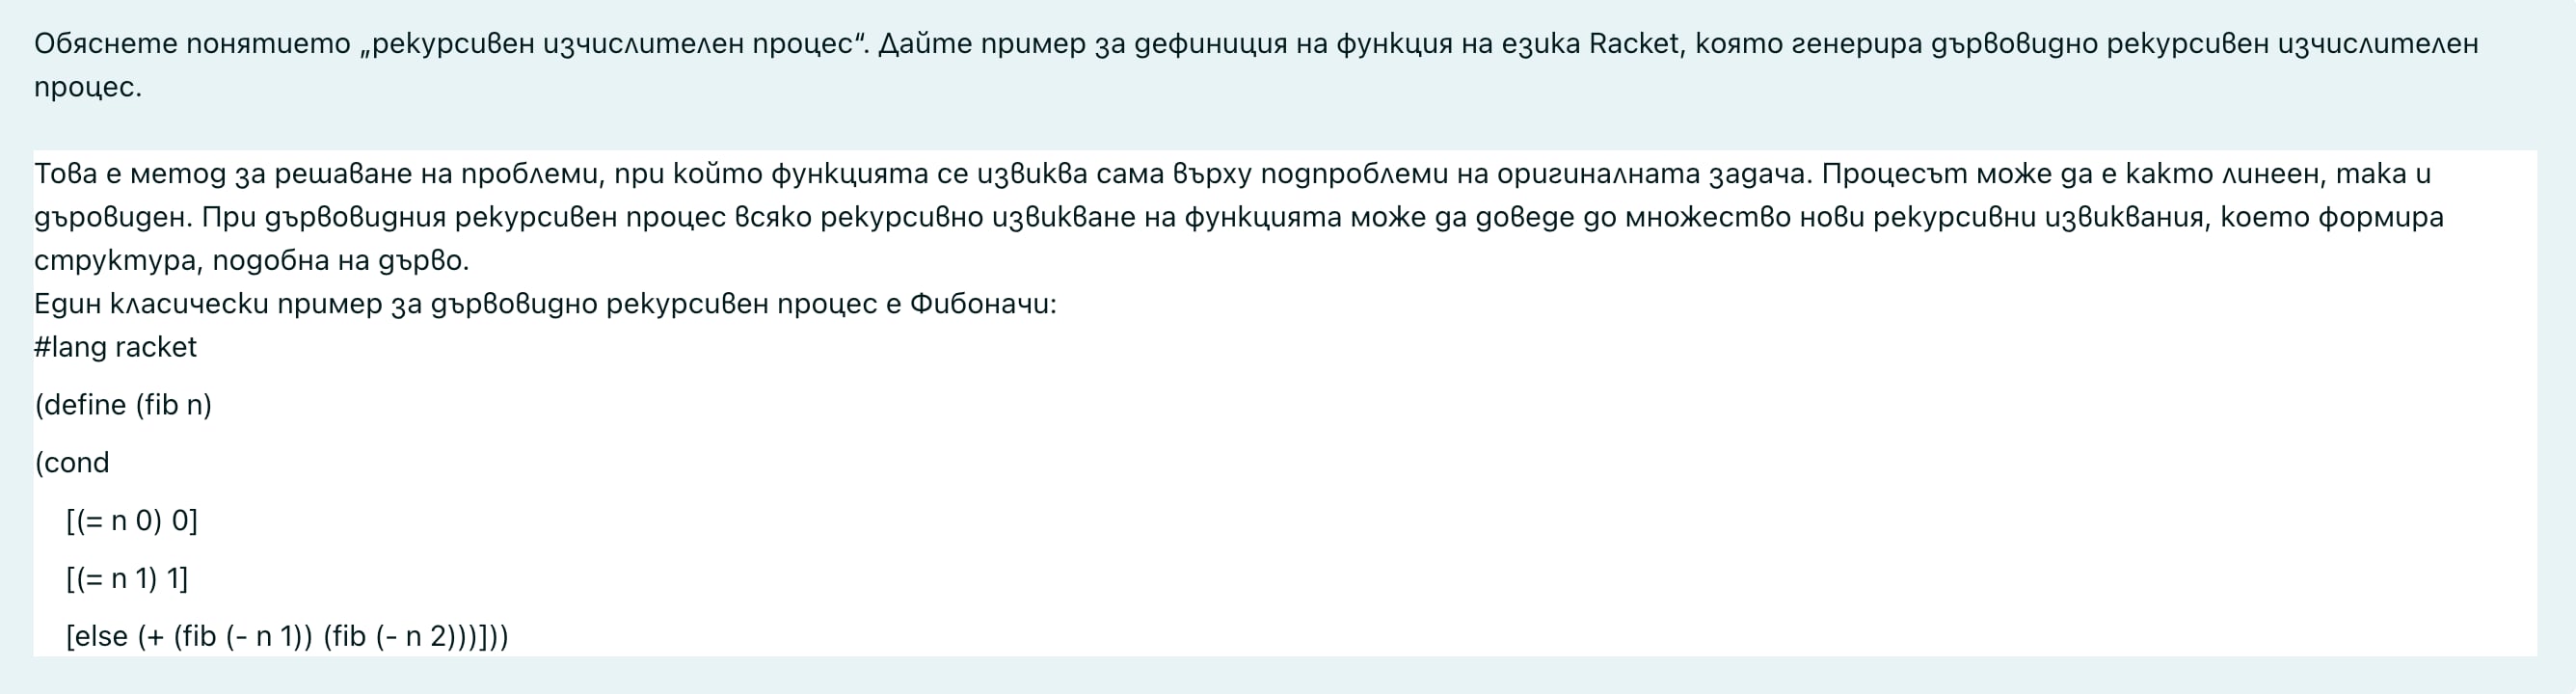 Обяснете понятието „рекурсивен изчислителен процес“. Дайте пример за дефиниция на функция на езика Racket, която генерира дървовидно рекурсивен изчислителен
процес.
Това е метод за решаване на проблеми, при който функцията се извиква сама върху подпроблеми на оригиналната задача. Процесът може да е както линеен, така и
дъровиден. При дървовидния рекурсивен процес всяко рекурсивно извикване на функцията може да доведе до множество нови рекурсивни извиквания, което формира
структура, подобна на дърво.
Един класически пример за дървовидно рекурсивен процес е Фибоначи:
#lang racket
(define (fib n)
(cond
[(= n 0) 0]
[(= n 1) 1]
[else (+ (fib (- n 1)) (fib (- n 2)))]))